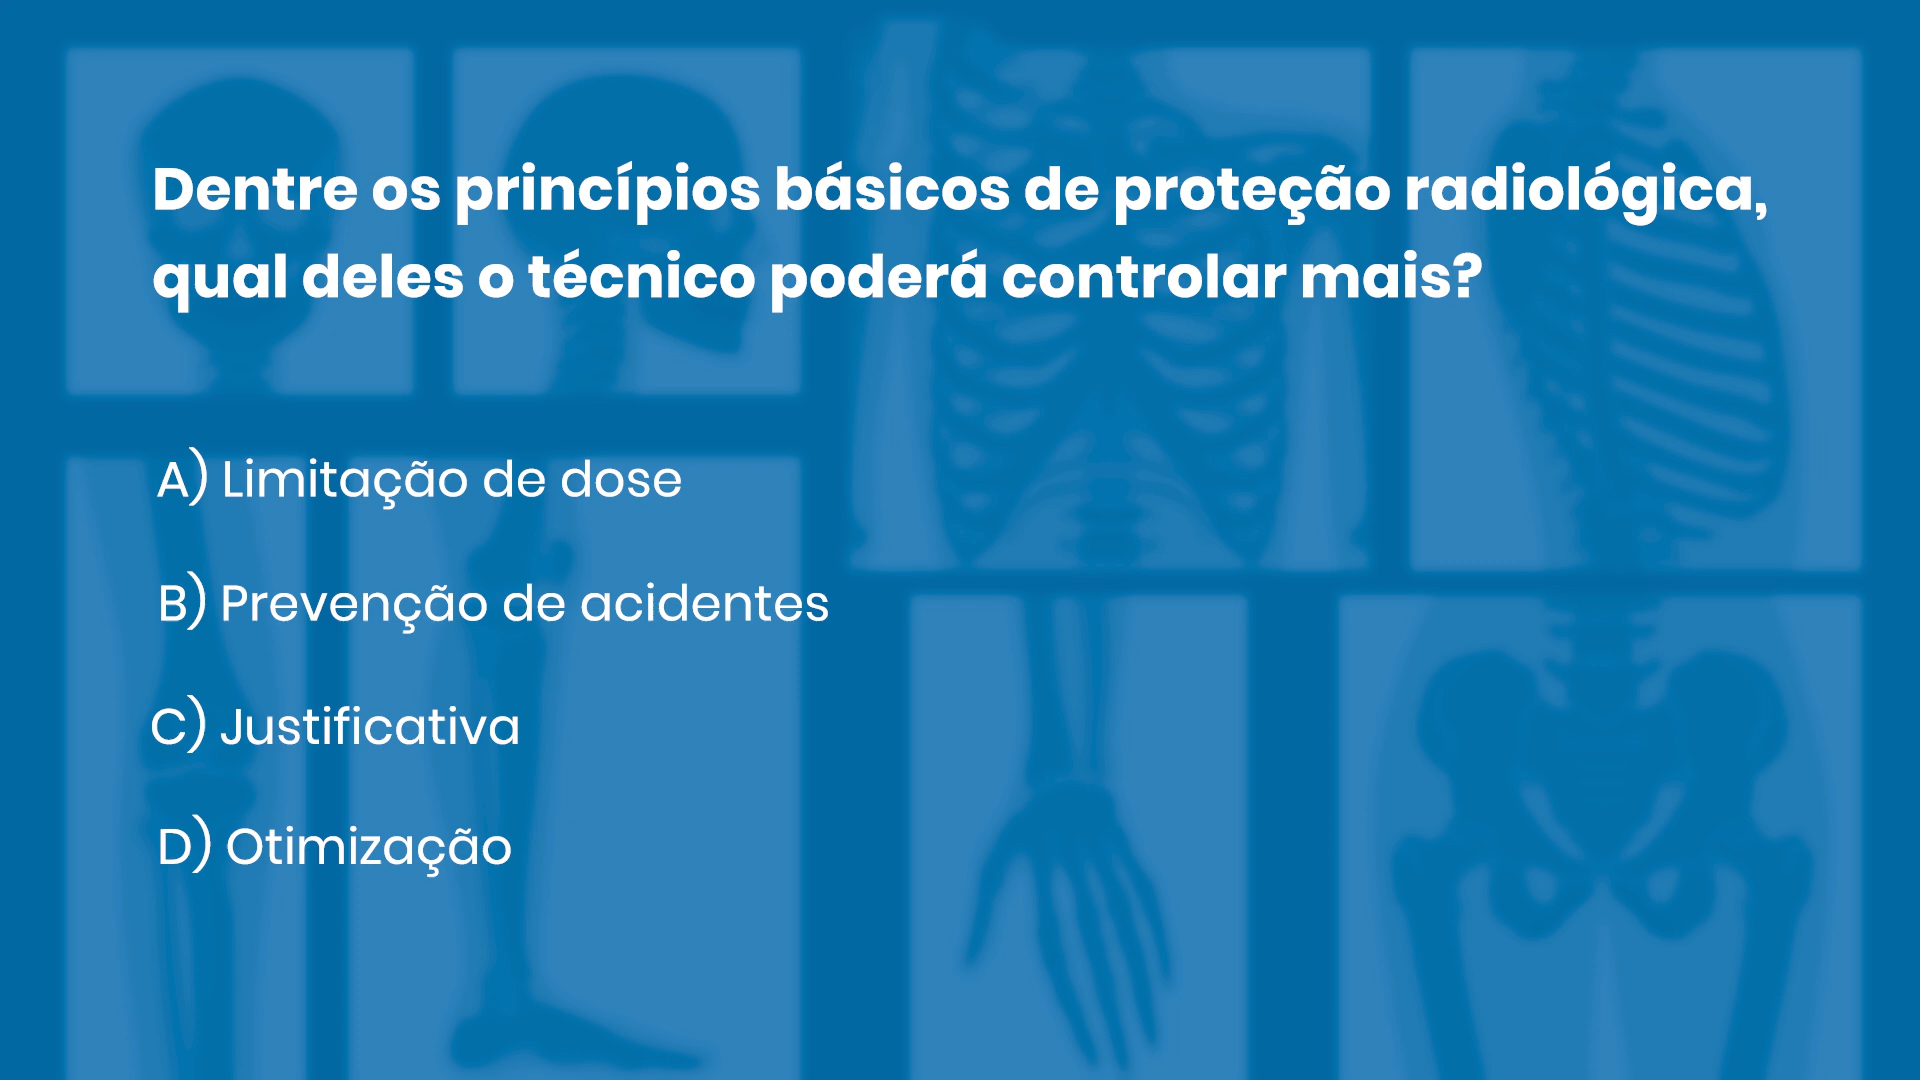 Dentre os princípios básicos de proteção radiológica,
qual deles o técnico poderá controlar mais?
A) Limitação de dose
B) Prevenção de acidentes
C) Justificativa
D) Otimização